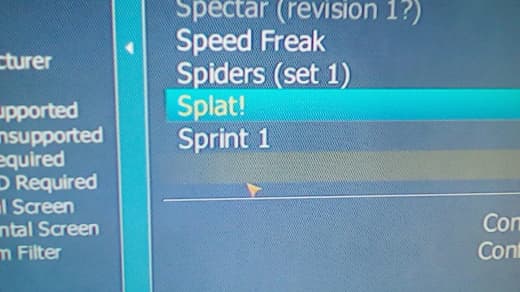 Spectar (revision 1?)
Speed Freak
Spiders (set 1)
Splat!
Sprint 1
cturer
upported
nsupported
equired
D Required
l Screen
ntal Screen
m Filter
Con
Conf